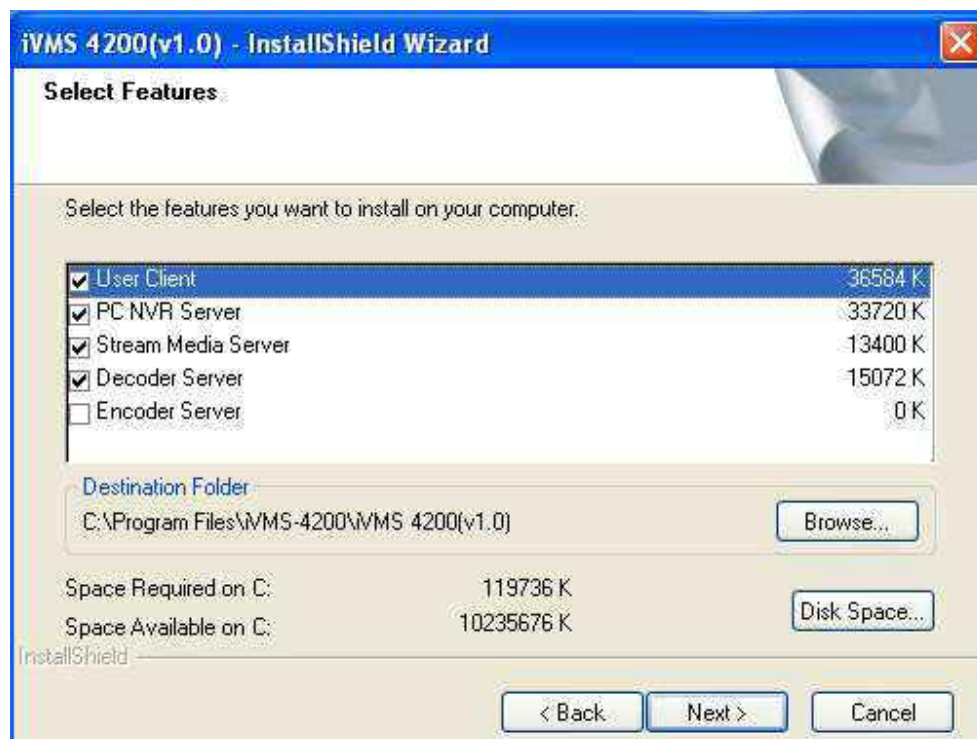 iVMS 4200(v1.0) - InstallShield Wizard
Select Features
Select the features you want to install on your computer.
User Client 36584 K
PC NVR Server 33720 K
Stream Media Server 13400 K
Decoder Server 15072 K
Encoder Server 0 K
Destination Folder
C:\Program Files\iVMS-4200\iVMS 4200(v1.0)
Browse...
Space Required on C: 119736 K
Space Available on C: 10235676 K
Disk Space...
InstallShield
< Back Next > Cancel